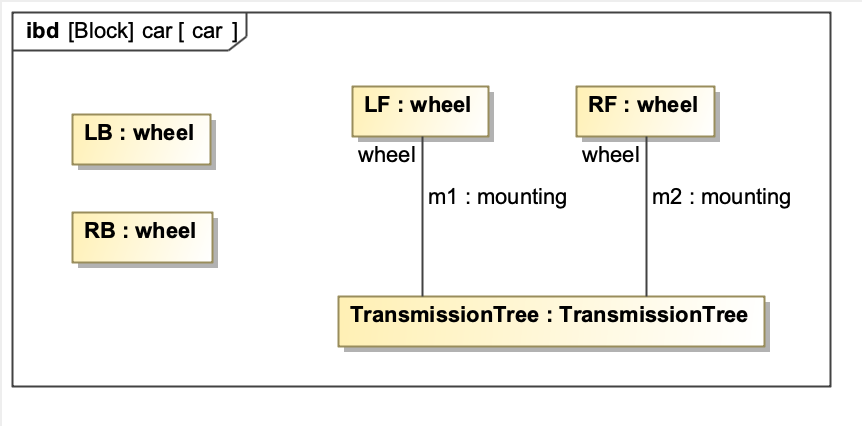 ibd [Block] car [ car ]
LF : wheel
RF : wheel
LB : wheel
wheel
wheel
m1 : mounting
m2 : mounting
RB : wheel
TransmissionTree : TransmissionTree